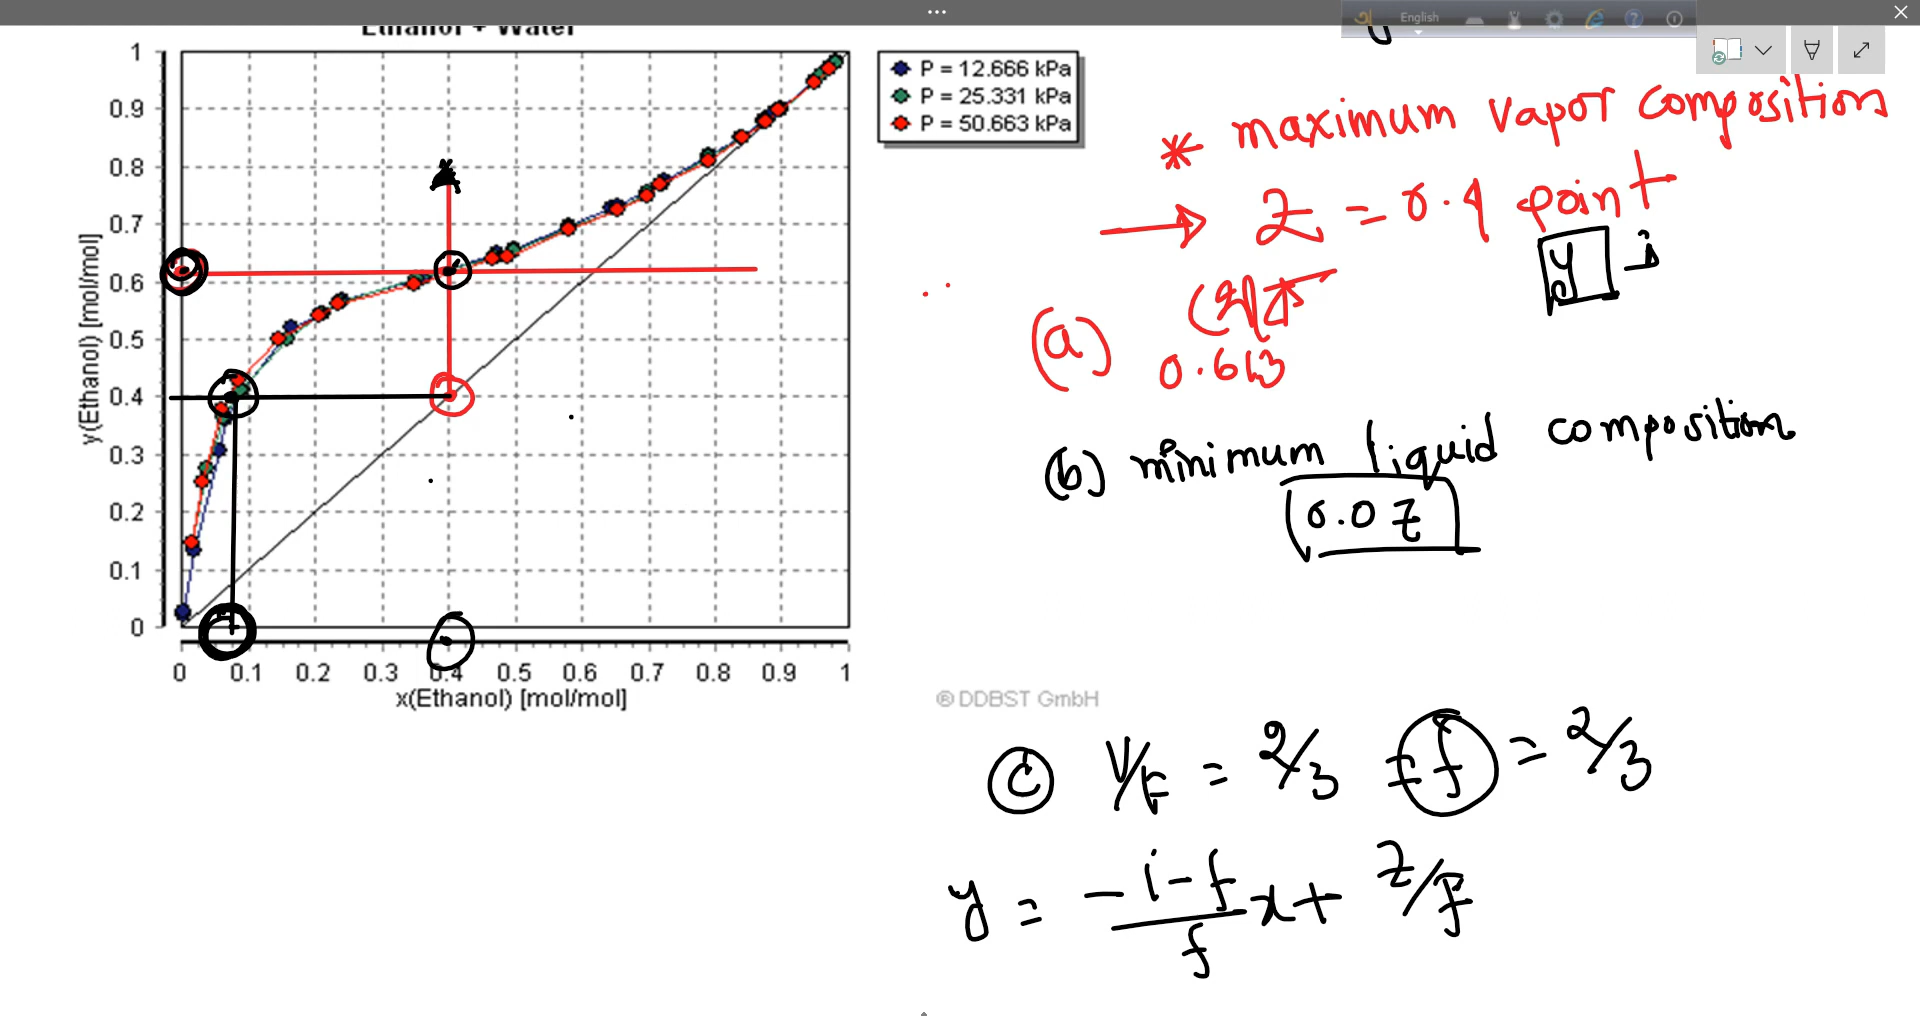 English
Ethanol + Water
P = 12.666 kPa
P = 25.331 kPa
P = 50.663 kPa
y(Ethanol) [mol/mol]
1
0.9
0.8
0.7
0.6
0.5
0.4
0.3
0.2
0.1
0
0 0.1 0.2 0.3 0.4 0.5 0.6 0.7 0.8 0.9 1
x(Ethanol) [mol/mol]
® DDBST GmbH
* maximum vapor composition
→ Z = 0.4 point
y
(a)
0.613
(b) minimum liquid composition
0.07
(c) V/F = 2/3 f = 2/3
y = - 1-f / f x + z/f